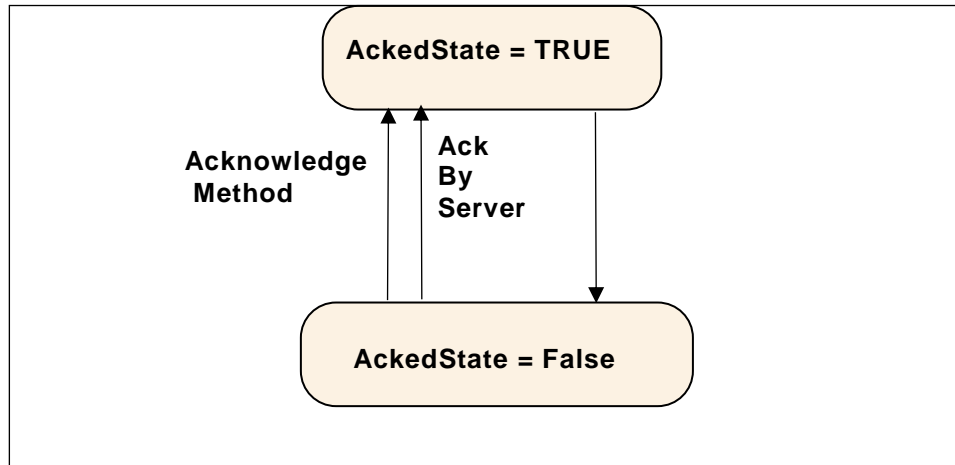 AckedState = TRUE
Acknowledge
Method
Ack
By
Server
AckedState = False